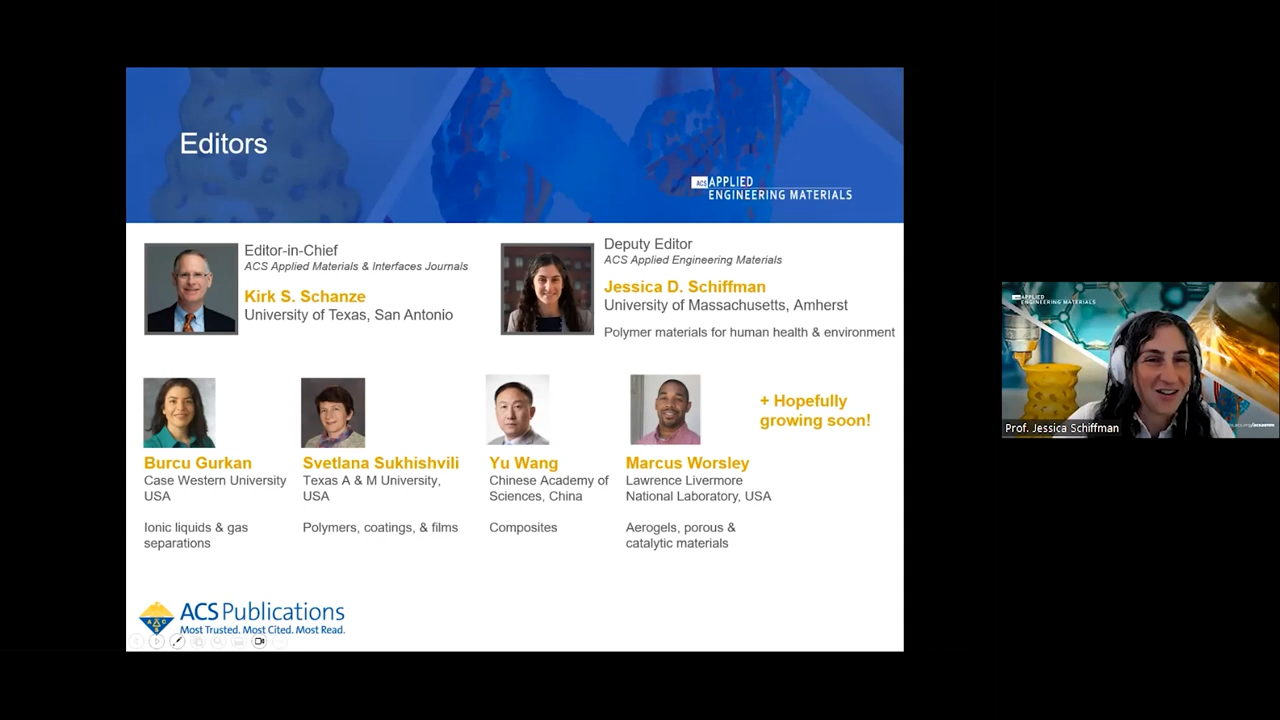 Editors
ACS APPLIED
ENGINEERING MATERIALS
Editor-in-Chief
ACS Applied Materials & Interfaces Journals
Kirk S. Schanze
University of Texas, San Antonio
Deputy Editor
ACS Applied Engineering Materials
Jessica D. Schiffman
University of Massachusetts, Amherst
Polymer materials for human health & environment
Burcu Gurkan
Case Western University
USA
Ionic liquids & gas
separations
Svetlana Sukhishvili
Texas A & M University,
USA
Polymers, coatings, & films
Yu Wang
Chinese Academy of
Sciences, China
Composites
Marcus Worsley
Lawrence Livermore
National Laboratory, USA
Aerogels, porous &
catalytic materials
+ Hopefully
growing soon!
ACS Publications
Most Trusted. Most Cited. Most Read.
APPLIED
ENGINEERING MATERIALS
Prof. Jessica Schiffman